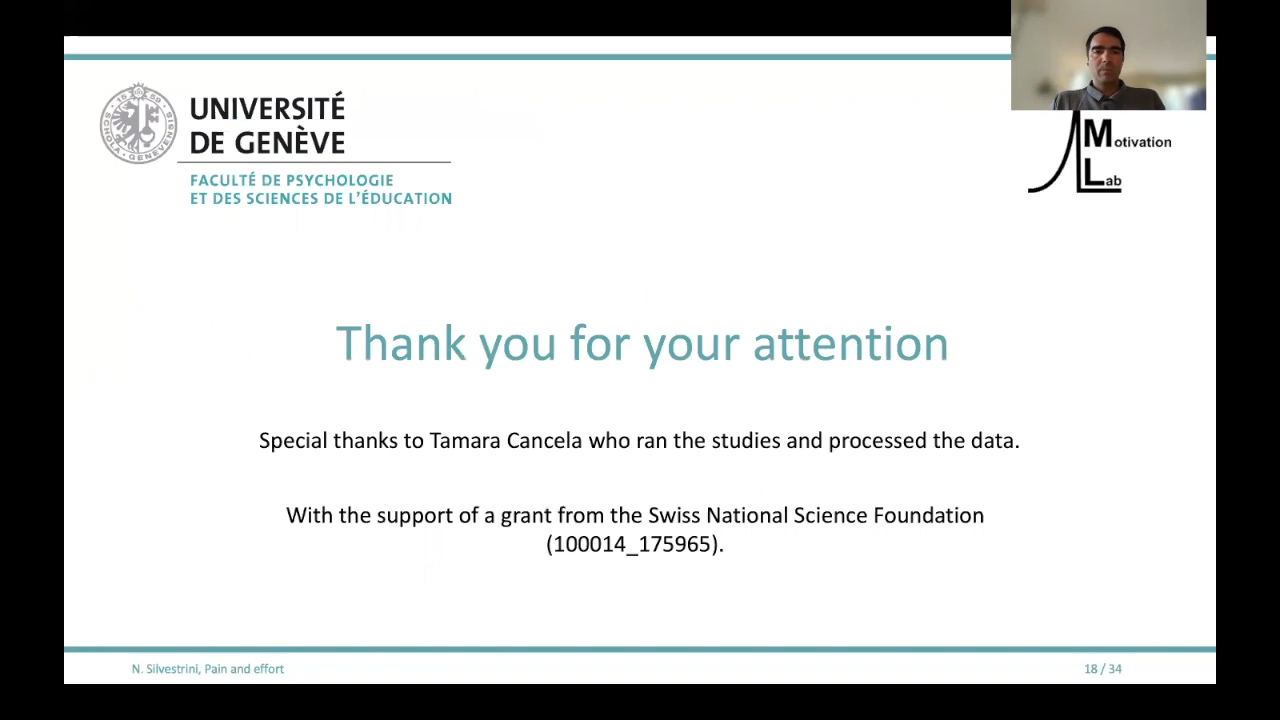 UNIVERSITÉ
DE GENÈVE
FACULTÉ DE PSYCHOLOGIE
ET DES SCIENCES DE L'ÉDUCATION
Motivation
Lab
Thank you for your attention
Special thanks to Tamara Cancela who ran the studies and processed the data.
With the support of a grant from the Swiss National Science Foundation
(100014_175965).
N. Silvestrini, Pain and effort
18 / 34